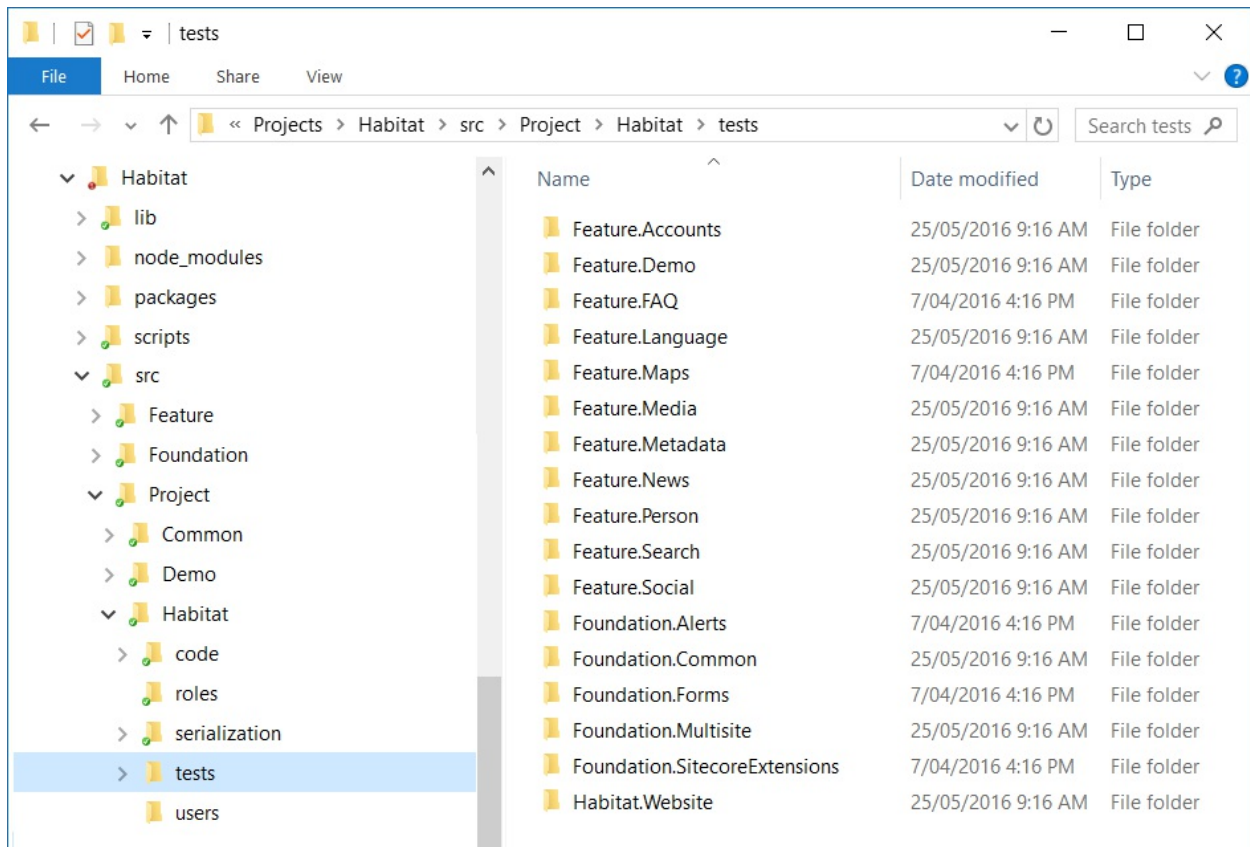 tests
File Home Share View ?
« Projects > Habitat > src > Project > Habitat > tests Search tests
Habitat
lib
node_modules
packages
scripts
src
Feature
Foundation
Project
Common
Demo
Habitat
code
roles
serialization
tests
users
Name Date modified Type
Feature.Accounts 25/05/2016 9:16 AM File folder
Feature.Demo 25/05/2016 9:16 AM File folder
Feature.FAQ 7/04/2016 4:16 PM File folder
Feature.Language 25/05/2016 9:16 AM File folder
Feature.Maps 7/04/2016 4:16 PM File folder
Feature.Media 25/05/2016 9:16 AM File folder
Feature.Metadata 25/05/2016 9:16 AM File folder
Feature.News 25/05/2016 9:16 AM File folder
Feature.Person 25/05/2016 9:16 AM File folder
Feature.Search 25/05/2016 9:16 AM File folder
Feature.Social 25/05/2016 9:16 AM File folder
Foundation.Alerts 7/04/2016 4:16 PM File folder
Foundation.Common 25/05/2016 9:16 AM File folder
Foundation.Forms 7/04/2016 4:16 PM File folder
Foundation.Multisite 25/05/2016 9:16 AM File folder
Foundation.SitecoreExtensions 7/04/2016 4:16 PM File folder
Habitat.Website 25/05/2016 9:16 AM File folder